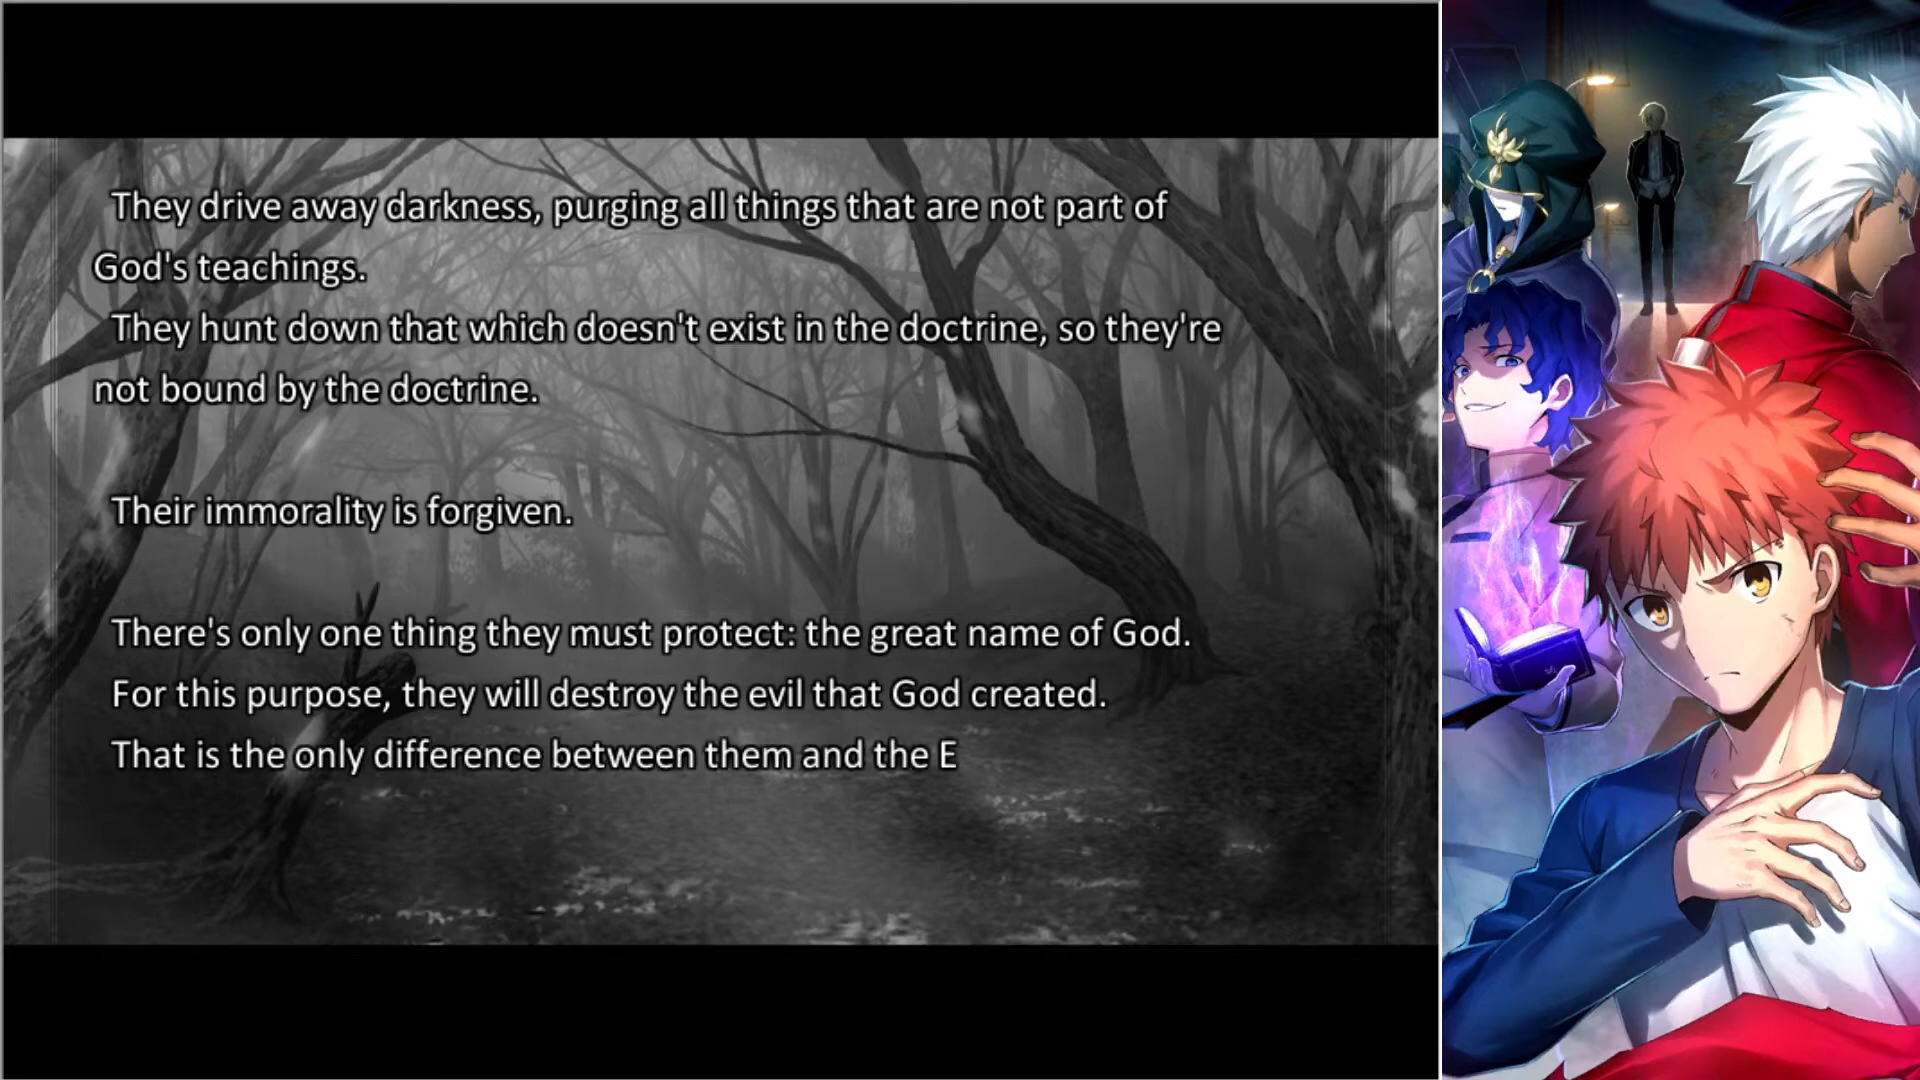 They drive away darkness, purging all things that are not part of
God's teachings.
They hunt down that which doesn't exist in the doctrine, so they're
not bound by the doctrine.
Their immorality is forgiven.
There's only one thing they must protect: the great name of God.
For this purpose, they will destroy the evil that God created.
That is the only difference between them and the E